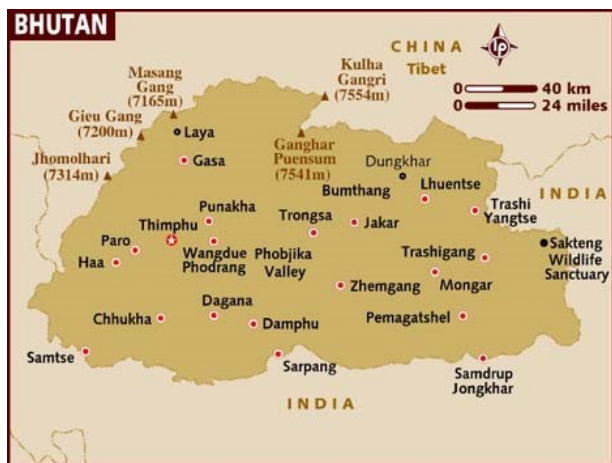 BHUTAN
CHINA
Tibet
lp
0 40 km
0 24 miles
Kulha
Gangri
(7554m)
Masang
Gang
(7165m)
Gieu Gang
(7200m)
Laya
Ganghar
Puensum
(7541m)
Jhomolhari
(7314m)
Gasa
Dungkhar
Bumthang
Lhuentse
INDIA
Punakha
Trashi
Yangtse
Thimphu
Trongsa
Jakar
Paro
Wangdue
Phodrang
Phobjika
Valley
Sakteng
Wildlife
Sanctuary
Haa
Trashigang
Mongar
Zhemgang
Dagana
Chhukha
Damphu
Pemagatshel
Samtse
Sarpang
Samdrup
Jongkhar
INDIA